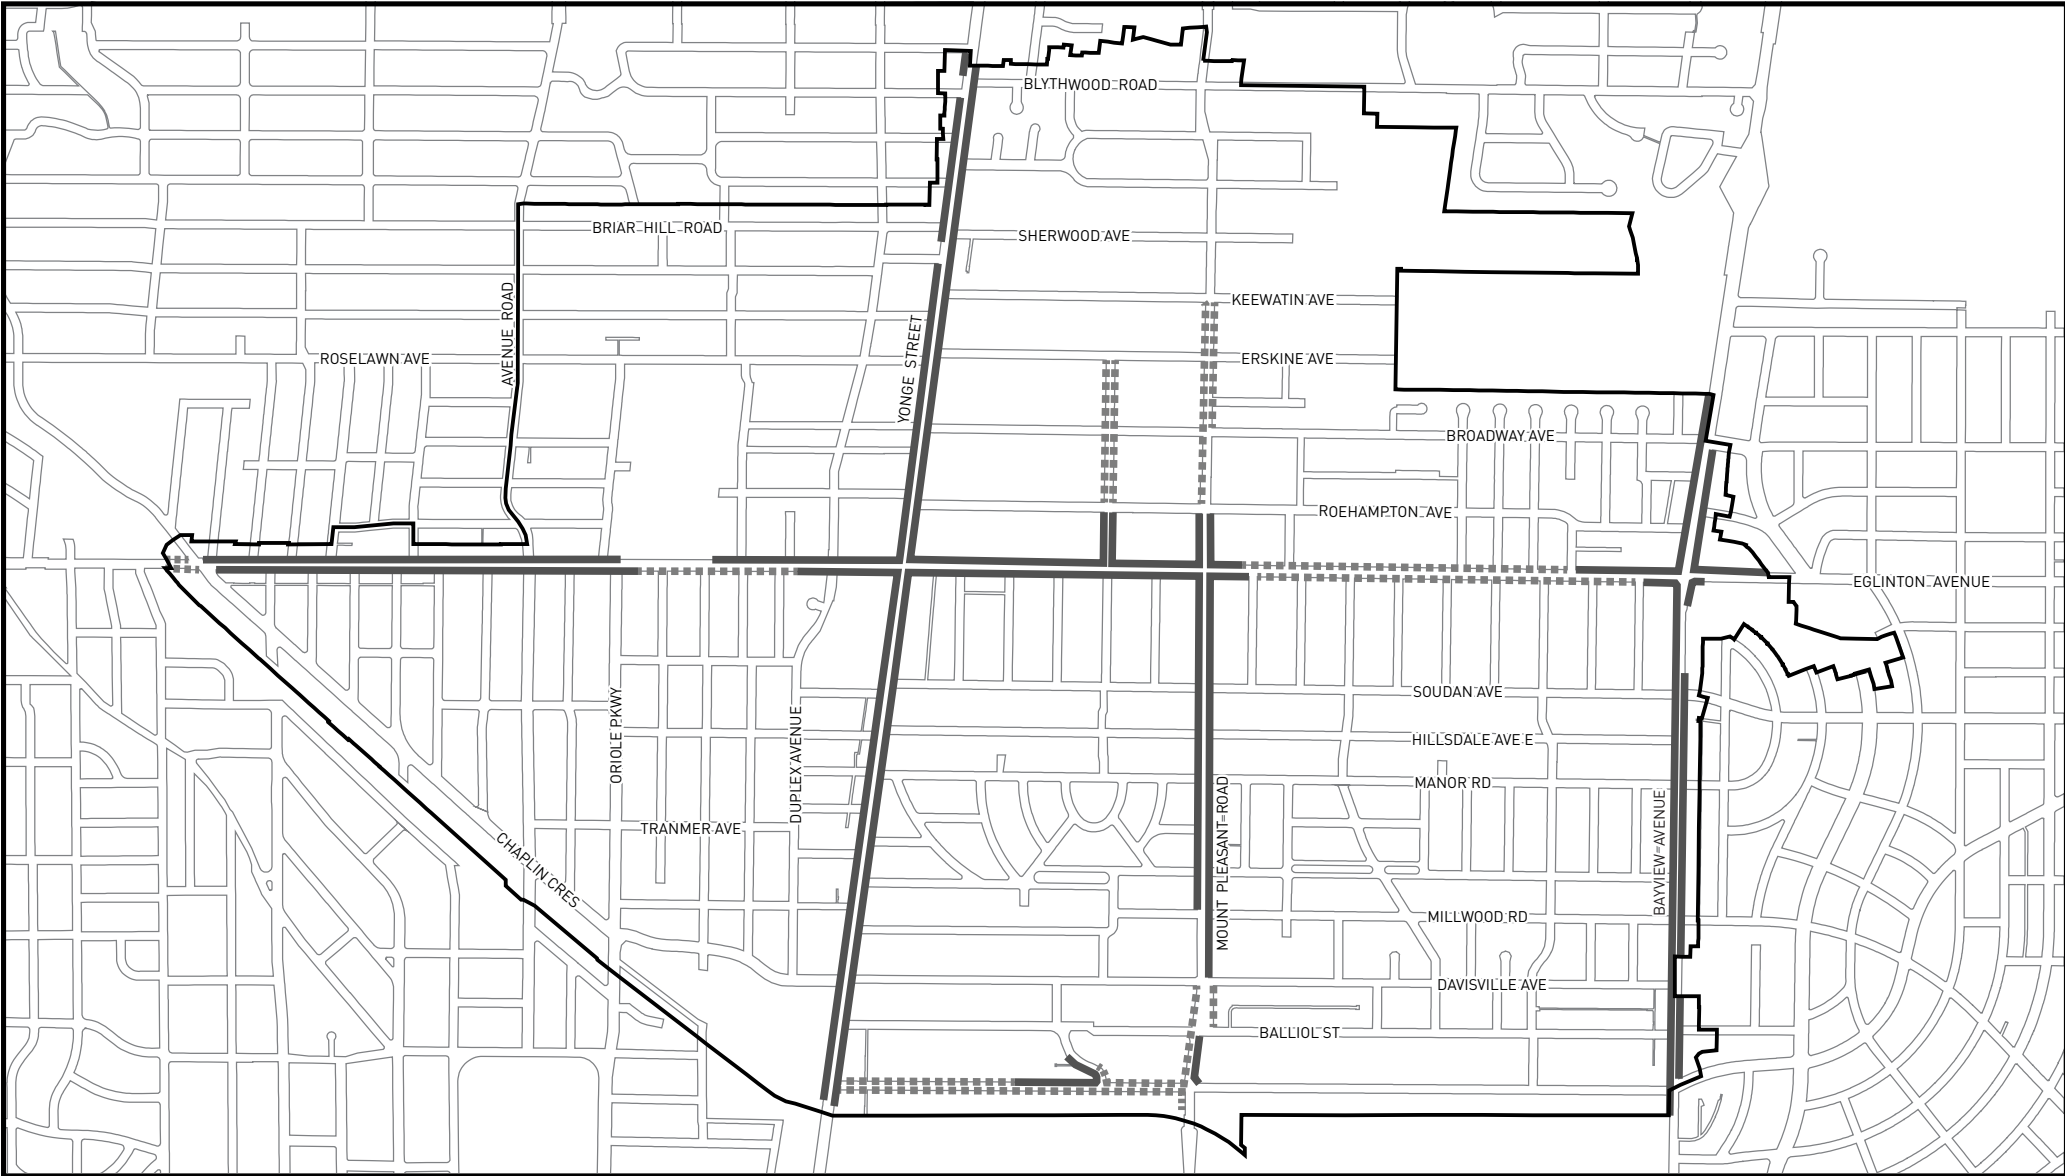 BLYTHWOOD ROAD
BRIAR HILL ROAD
SHERWOOD AVE
KEEWATIN AVE
AVENUE ROAD
ROSELAWN AVE
YONGE STREET
ERSKINE AVE
BROADWAY AVE
ROEHAMPTON AVE
EGLINTON AVENUE
SOUDAN AVE
ORIOLE PKWY
DUPLEX AVENUE
HILLSDALE AVE E
MANOR RD
TRANMER AVE
CHAPLIN CRES
MOUNT PLEASANT ROAD
BAYVIEW AVENUE
MILLWOOD RD
DAVISVILLE AVE
BALLIOL ST